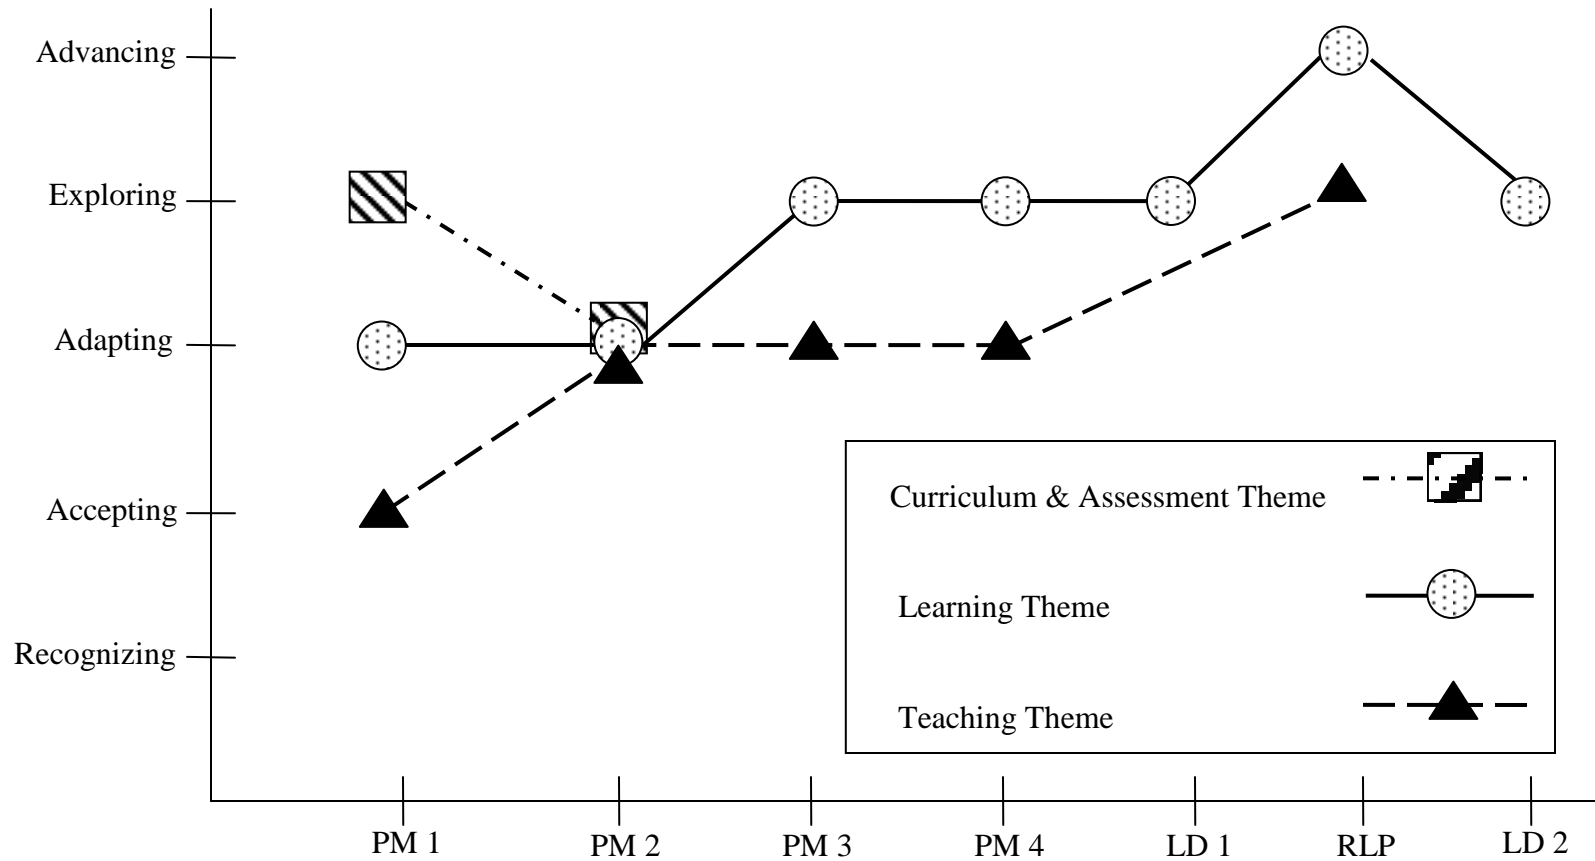 Advancing
Exploring
Adapting
Accepting
Recognizing
Curriculum & Assessment Theme
Learning Theme
Teaching Theme
PM 1
PM 2
PM 3
PM 4
LD 1
RLP
LD 2